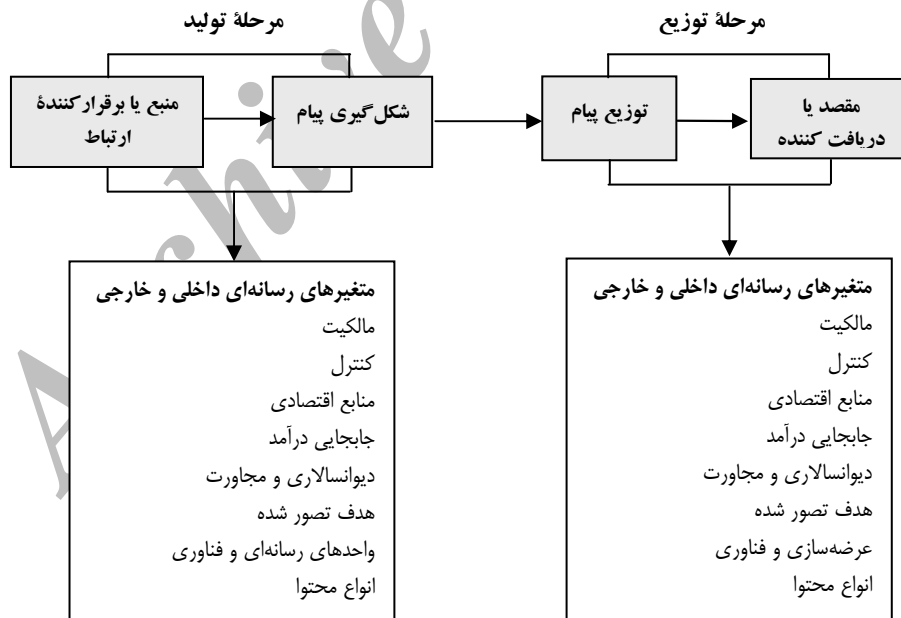 مرحلهٔ تولید
مرحلهٔ توزیع
منبع یا برقرارکنندهٔ
ارتباط
شکل‌گیری پیام
توزیع پیام
مقصد یا
دریافت کننده
متغیرهای رسانه‌ای داخلی و خارجی
مالکیت
کنترل
منابع اقتصادی
جابجایی درآمد
دیوانسالاری و مجاورت
هدف تصور شده
واحدهای رسانه‌ای و فناوری
انواع محتوا
متغیرهای رسانه‌ای داخلی و خارجی
مالکیت
کنترل
منابع اقتصادی
جابجایی درآمد
دیوانسالاری و مجاورت
هدف تصور شده
عرضه‌سازی و فناوری
انواع محتوا
Archive